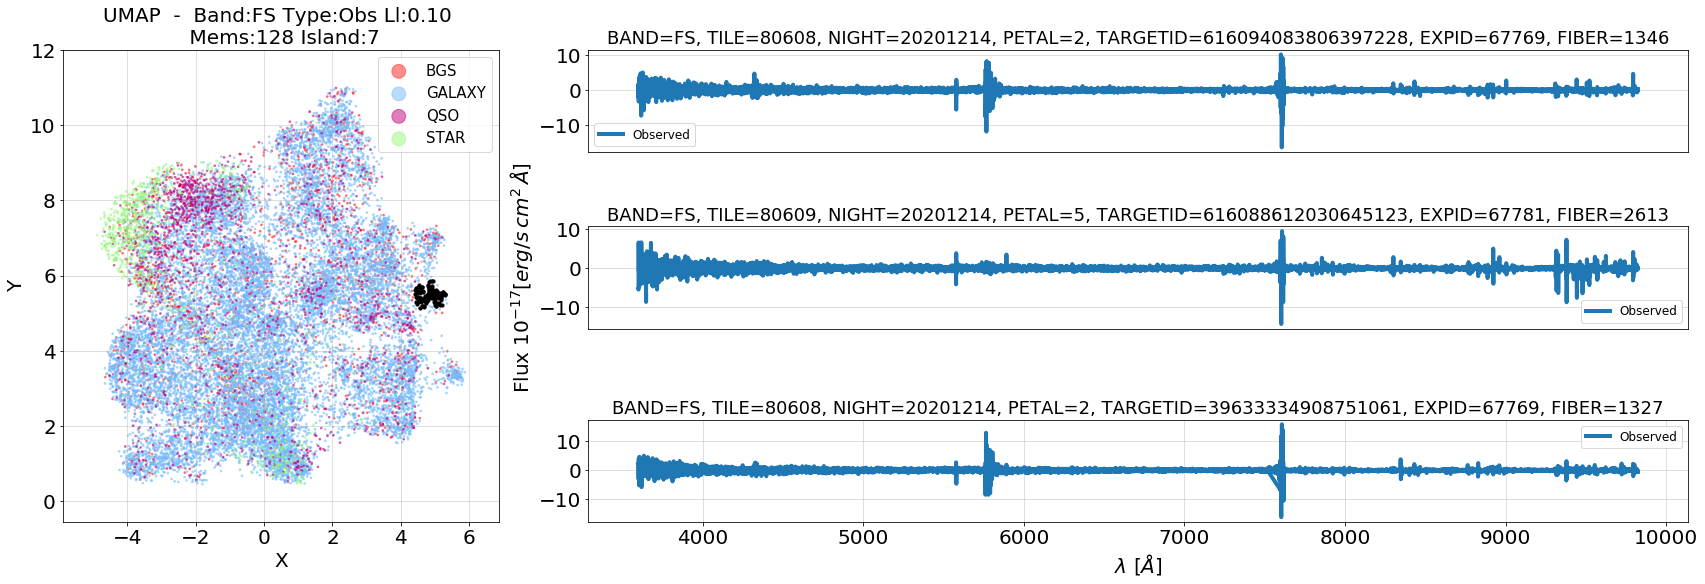 UMAP - Band:FS Type:Obs Ll:0.10
Mems:128 Island:7
12
10
8
6
4
2
0
Y
−4
−2
0
2
4
6
X
BGS
GALAXY
QSO
STAR
Flux 10^−17 [erg/s cm^2 Å]
BAND=FS, TILE=80608, NIGHT=20201214, PETAL=2, TARGETID=616094083806397228, EXPID=67769, FIBER=1346
10
0
−10
Observed
BAND=FS, TILE=80609, NIGHT=20201214, PETAL=5, TARGETID=616088612030645123, EXPID=67781, FIBER=2613
10
0
−10
Observed
BAND=FS, TILE=80608, NIGHT=20201214, PETAL=2, TARGETID=39633334908751061, EXPID=67769, FIBER=1327
10
0
−10
Observed
4000
5000
6000
7000
8000
9000
10000
λ [Å]